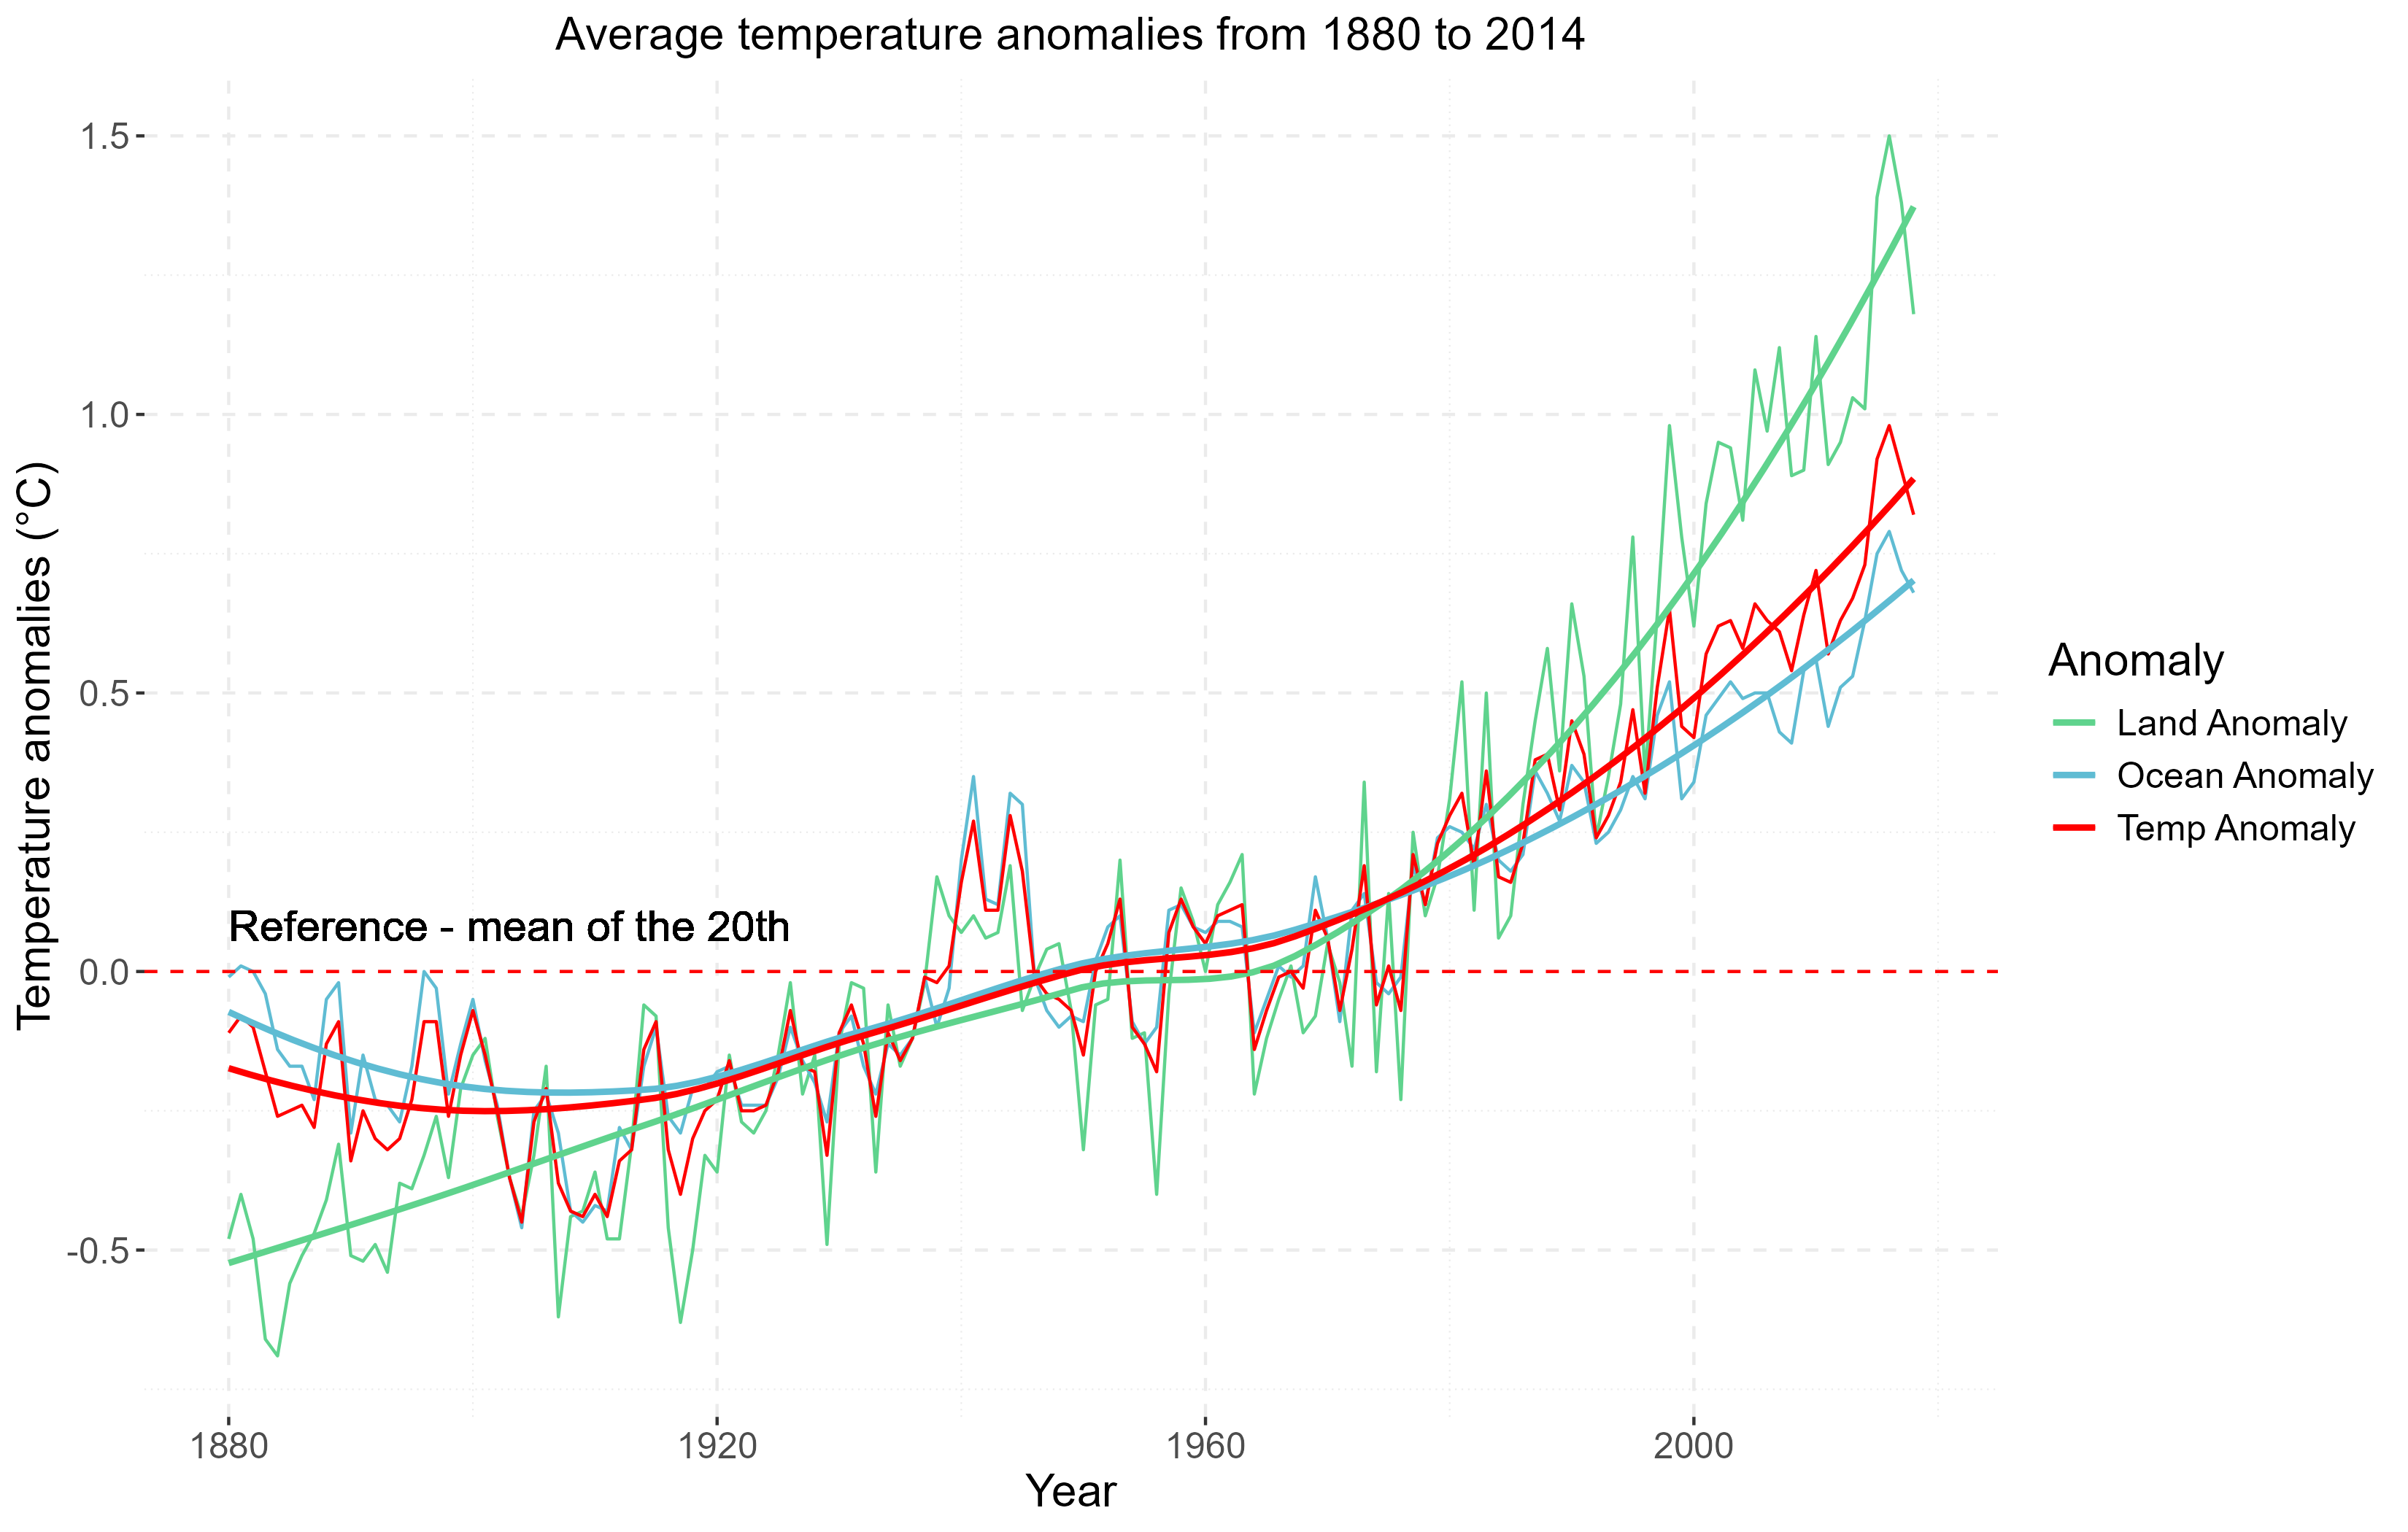 Average temperature anomalies from 1880 to 2014
Temperature anomalies (°C)
1.5
1.0
0.5
0.0
-0.5
Reference - mean of the 20th
1880
1920
1960
2000
Year
Anomaly
Land Anomaly
Ocean Anomaly
Temp Anomaly